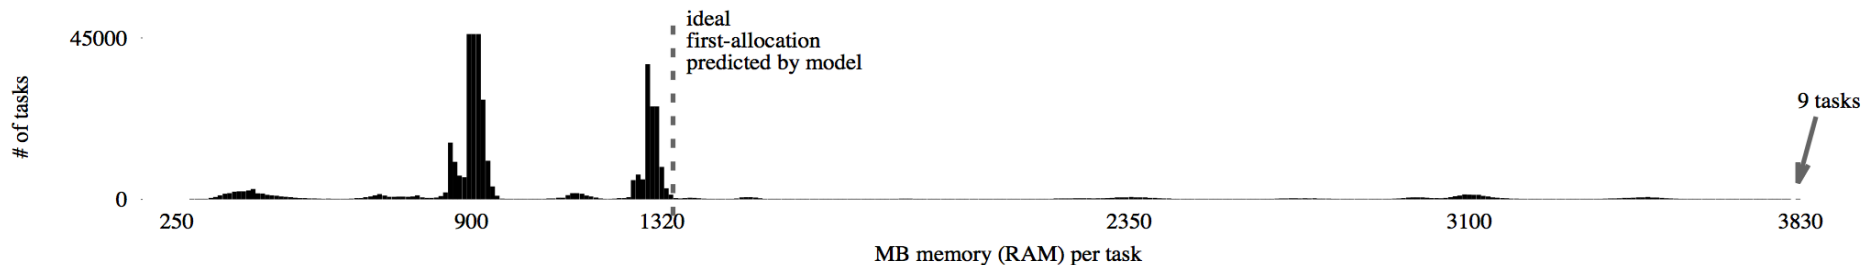 ideal
first-allocation
predicted by model
45000
# of tasks
9 tasks
0
250 900 1320 2350 3100 3830
MB memory (RAM) per task